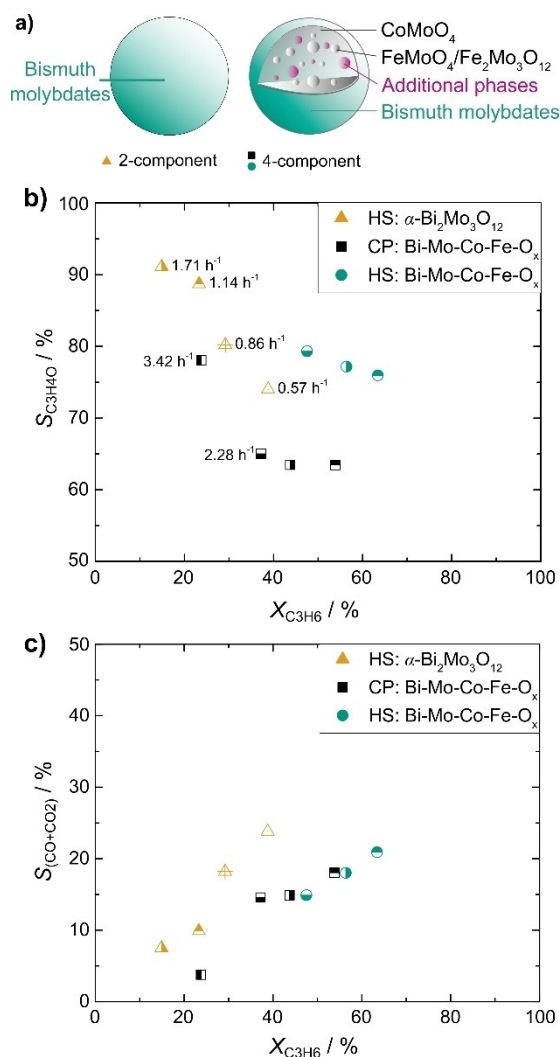 a)
Bismuth
molybdates
CoMoO₄
FeMoO₄/Fe₂Mo₃O₁₂
Additional phases
Bismuth molybdates
2-component
4-component
b)
100
90
80
70
60
50
S_C3H4O / %
HS: α-Bi₂Mo₃O₁₂
CP: Bi-Mo-Co-Fe-Oₓ
HS: Bi-Mo-Co-Fe-Oₓ
1.71 h⁻¹
1.14 h⁻¹
0.86 h⁻¹
3.42 h⁻¹
0.57 h⁻¹
2.28 h⁻¹
0 20 40 60 80 100
X_C3H6 / %
c)
50
40
30
20
10
0
S_(CO+CO2) / %
HS: α-Bi₂Mo₃O₁₂
CP: Bi-Mo-Co-Fe-Oₓ
HS: Bi-Mo-Co-Fe-Oₓ
0 20 40 60 80 100
X_C3H6 / %